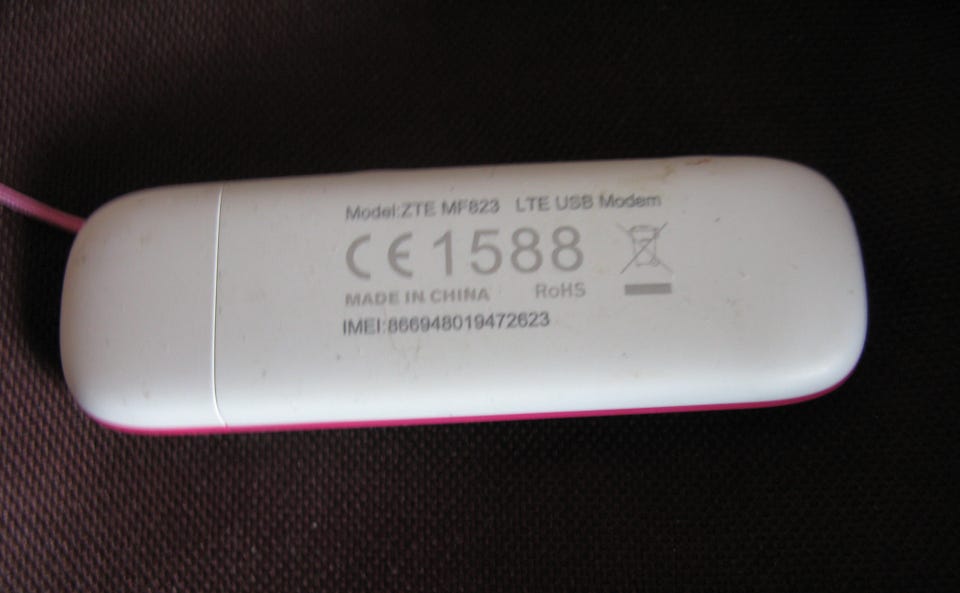 Model:ZTE MF823 LTE USB Modem
CE1588
MADE IN CHINA RoHS
IMEI:866948019472623